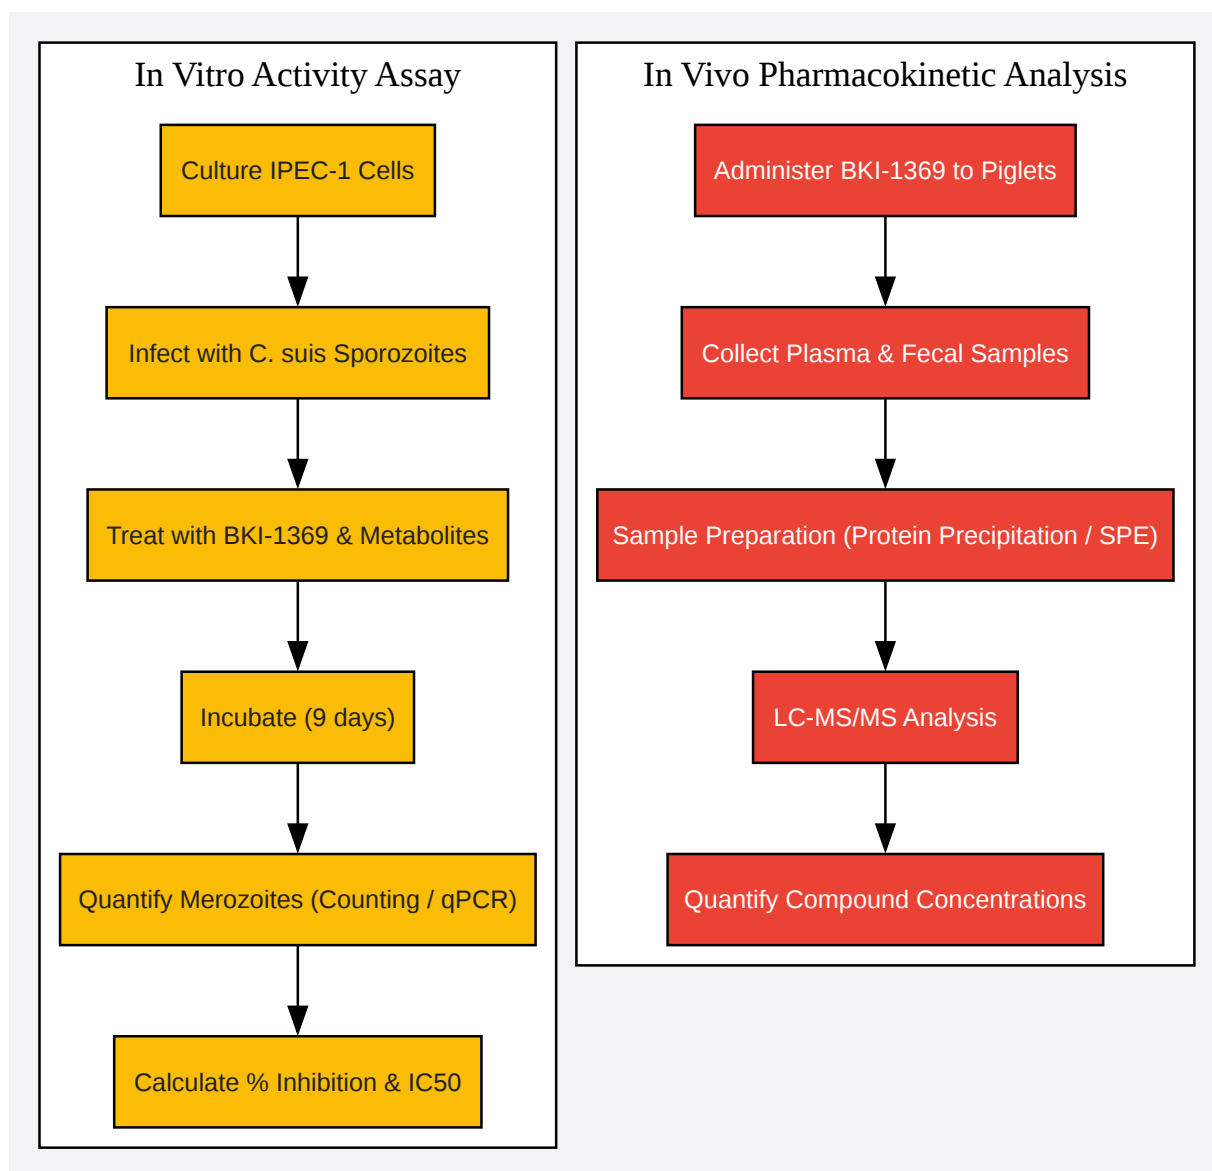 In Vitro Activity Assay
Culture IPEC-1 Cells
Infect with C. suis Sporozoites
Treat with BKI-1369 & Metabolites
Incubate (9 days)
Quantify Merozoites (Counting / qPCR)
Calculate % Inhibition & IC50
In Vivo Pharmacokinetic Analysis
Administer BKI-1369 to Piglets
Collect Plasma & Fecal Samples
Sample Preparation (Protein Precipitation / SPE)
LC-MS/MS Analysis
Quantify Compound Concentrations